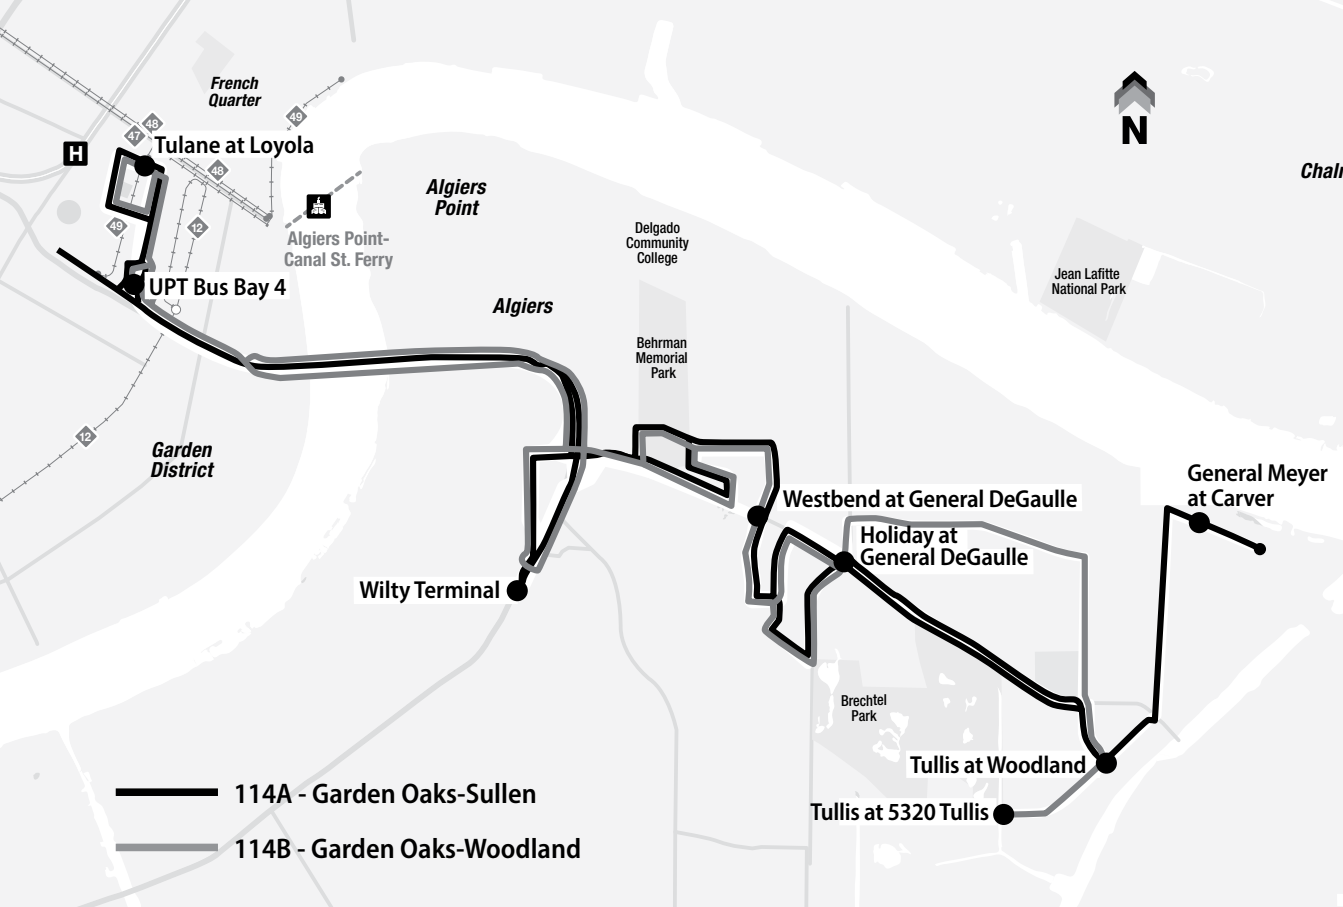 French
Quarter
49
48
47
Tulane at Loyola
H
48
N
Chalr
Algiers
Point
49
12
Algiers Point-
Canal St. Ferry
Delgado
Community
College
Jean Lafitte
National Park
UPT Bus Bay 4
Algiers
Behrman
Memorial
Park
12
Garden
District
General Meyer
at Carver
Westbend at General DeGaulle
Holiday at
General DeGaulle
Wilty Terminal
Brechtel
Park
Tullis at Woodland
Tullis at 5320 Tullis
114A - Garden Oaks-Sullen
114B - Garden Oaks-Woodland